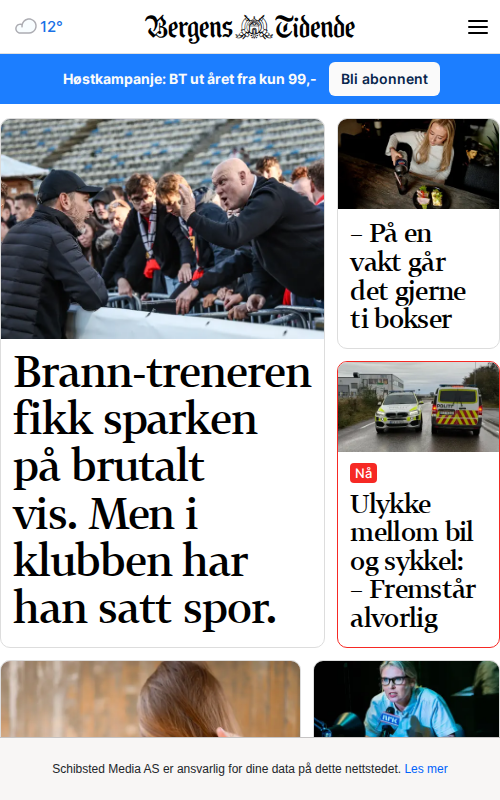 12°
Bergens Tidende
Høstkampanje: BT ut året fra kun 99,-
Bli abonnent
Brann-treneren
fikk sparken
på brutalt
vis. Men i
klubben har
han satt spor.
– På en
vakt går
det gjerne
ti bokser
Nå
Ulykke
mellom bil
og sykkel:
– Fremstår
alvorlig
NRK
Schibsted Media AS er ansvarlig for dine data på dette nettstedet. Les mer